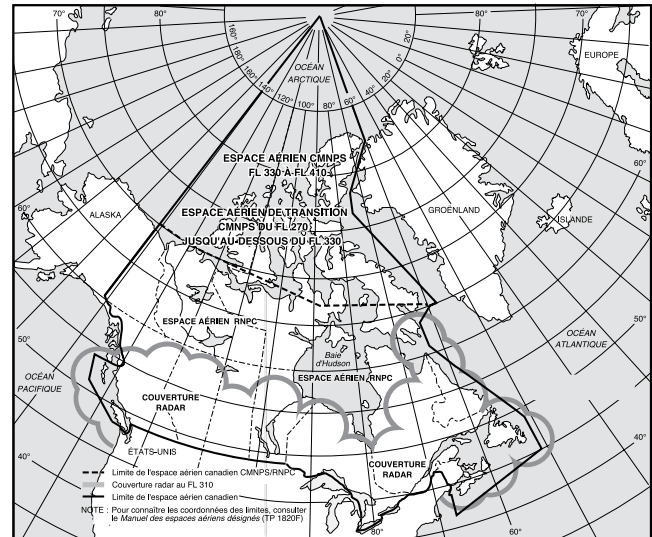 70°
80°
80°
70°
160°
180°
160°
140°
120°
100°
80°
60°
40°
20°
0°
20°
OCÉAN
ARCTIQUE
EUROPE
60°
60°
ESPACE AÉRIEN CMNPS
FL 330 À FL 410
ALASKA
ESPACE AÉRIEN DE TRANSITION
CMNPS DU FL 270
JUSQU'AU-DESSOUS DU FL 330
GROËNLAND
ISLANDE
50°
ESPACE AÉRIEN RNPC
Baie
d'Hudson
OCÉAN
ATLANTIQUE
50°
OCÉAN
PACIFIQUE
ESPACE AÉRIEN RNPC
COUVERTURE
RADAR
40°
ÉTATS-UNIS
COUVERTURE
RADAR
40°
Limite de l'espace aérien canadien CMNPS/RNPC
Couverture radar au FL 310
Limite de l'espace aérien canadien
NOTE : Pour connaître les coordonnées des limites, consulter
le Manuel des espaces aériens désignés (TP 1820F)
80°
60°